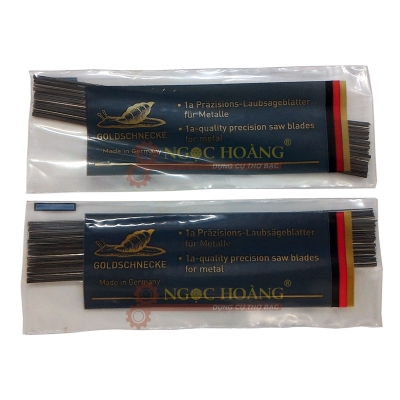 • 1a Präzisions-Laubsägeblätter
für Metalle
• 1a-quality precision saw blades
for metal
GOLDSCHNECKE
Made in Germany
NGỌC HOÀNG®
DỤNG CỤ THỢ BẠC
• 1a Präzisions-Laubsägeblätter
für Metalle
• 1a-quality precision saw blades
for metal
GOLDSCHNECKE
Made in Germany
NGỌC HOÀNG®
DỤNG CỤ THỢ BẠC